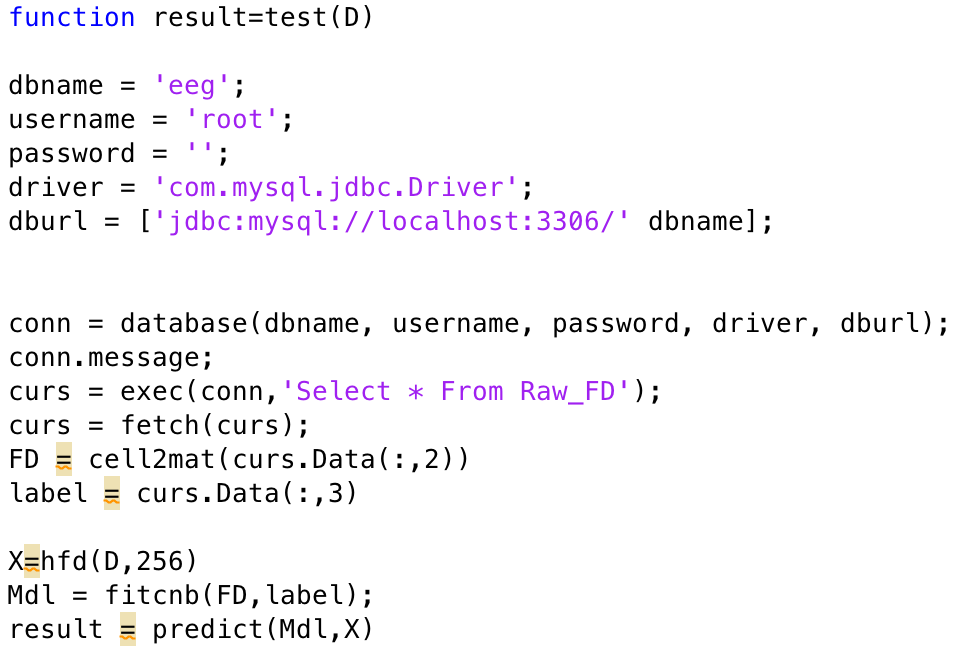 function result=test(D)
dbname = 'eeg';
username = 'root';
password = '';
driver = 'com.mysql.jdbc.Driver';
dburl = ['jdbc:mysql://localhost:3306/' dbname];
conn = database(dbname, username, password, driver, dburl);
conn.message;
curs = exec(conn,'Select * From Raw_FD');
curs = fetch(curs);
FD = cell2mat(curs.Data(:,2))
label = curs.Data(:,3)
X=hfd(D,256)
Mdl = fitcnb(FD,label);
result = predict(Mdl,X)